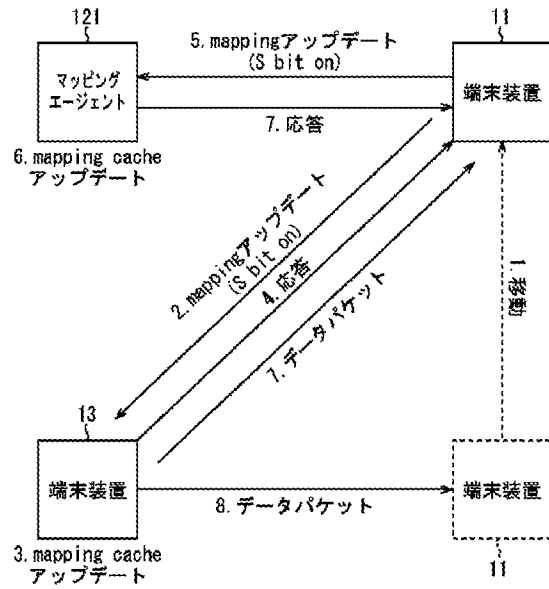 121
11
5. mappingアップデート
(S bit on)
マッピング
エージェント
端末装置
7. 応答
6. mapping cache
アップデート
2. mappingアップデート
(S bit on)
4. 応答
7. データパケット
1. 移動
13
端末装置
端末装置
8. データパケット
3. mapping cache
アップデート
11